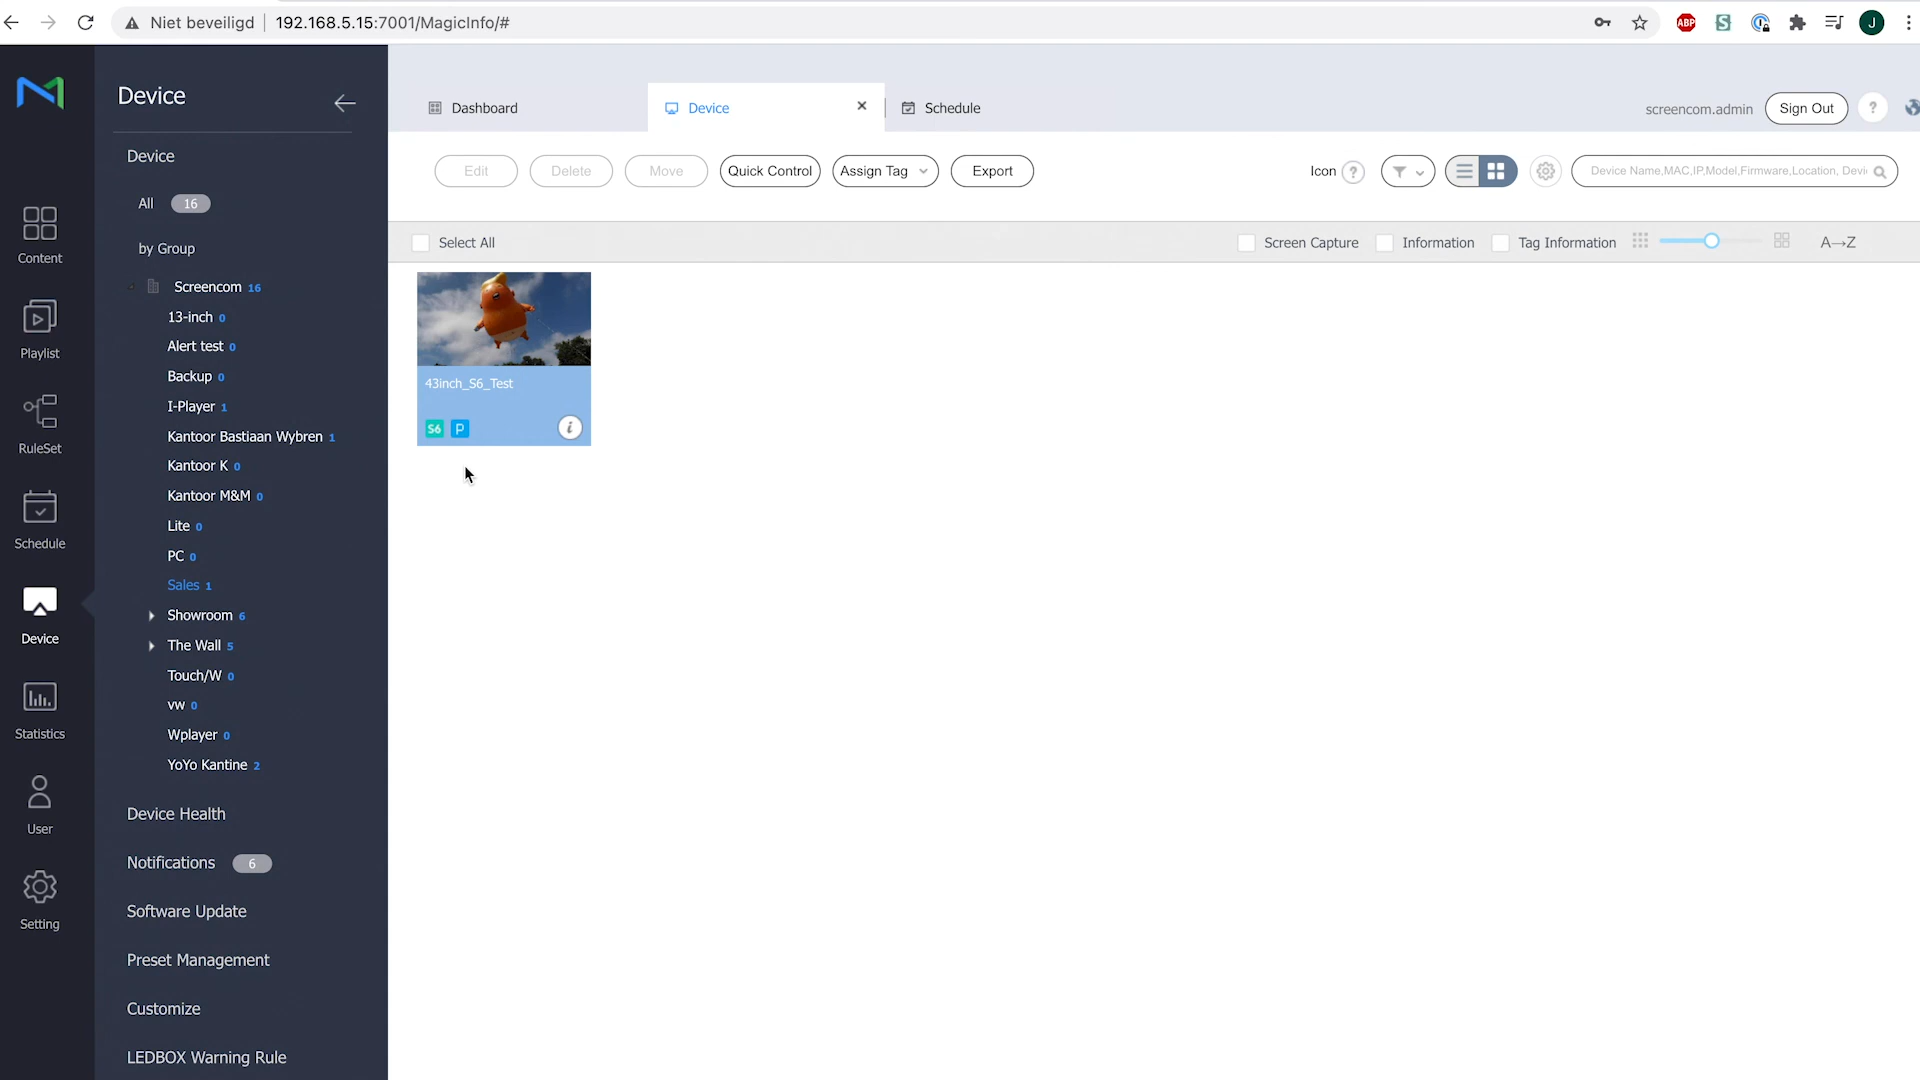 Niet beveiligd 192.168.5.15:7001/MagicInfo/#
ABP
J
Device
Dashboard
Device
Schedule
screencom.admin
Sign Out
?
Edit
Delete
Move
Quick Control
Assign Tag
Export
Icon ?
Device Name,MAC,IP,Model,Firmware,Location, Devi
Select All
Screen Capture
Information
Tag Information
A→Z
43inch_S6_Test
S6 P i
Content
Playlist
RuleSet
Schedule
Device
Statistics
User
Setting
Device
All 16
by Group
Screencom 16
13-inch 0
Alert test 0
Backup 0
I-Player 1
Kantoor Bastiaan Wybren 1
Kantoor K 0
Kantoor M&M 0
Lite 0
PC 0
Sales 1
Showroom 6
The Wall 5
Touch/W 0
vw 0
Wplayer 0
YoYo Kantine 2
Device Health
Notifications 6
Software Update
Preset Management
Customize
LEDBOX Warning Rule